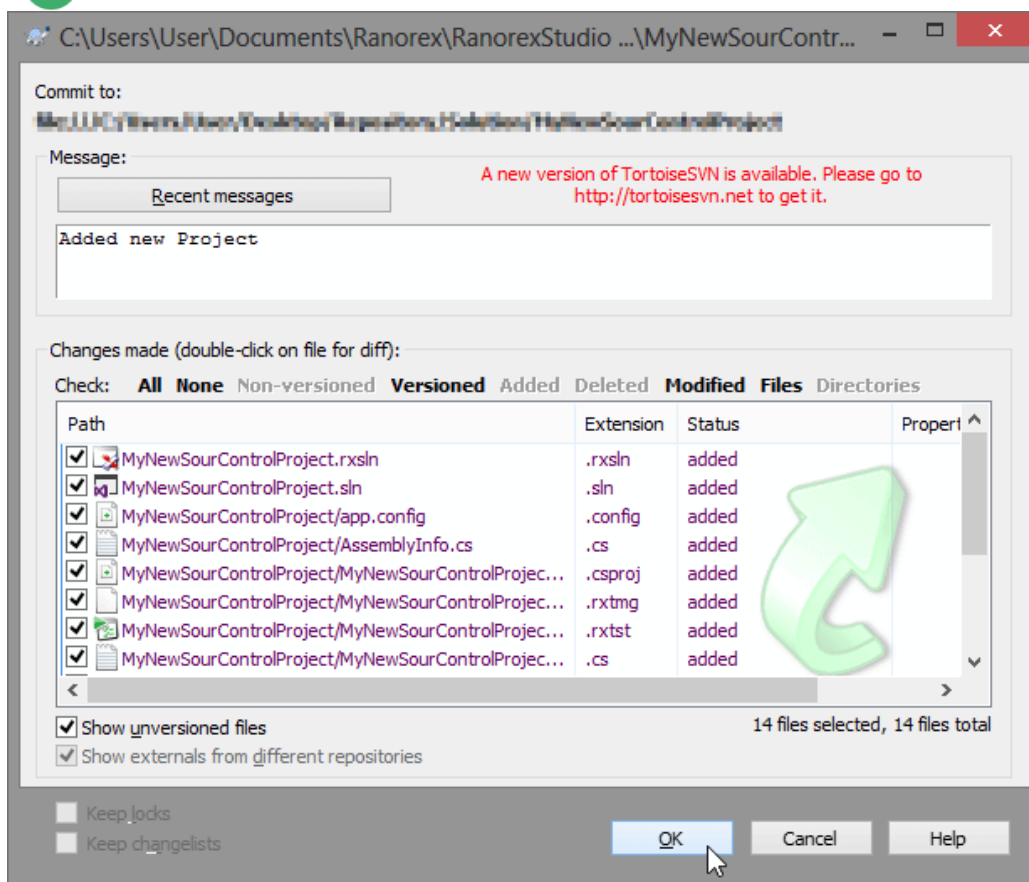 C:\Users\User\Documents\Ranorex\RanorexStudio ...\MyNewSourContr...
Commit to:
Message:
Recent messages
A new version of TortoiseSVN is available. Please go to
http://tortoisesvn.net to get it.
Added new Project
Changes made (double-click on file for diff):
Check: All None Non-versioned Versioned Added Deleted Modified Files Directories
Path Extension Status Propert
MyNewSourControlProject.rxsln .rxsln added
MyNewSourControlProject.sln .sln added
MyNewSourControlProject/app.config .config added
MyNewSourControlProject/AssemblyInfo.cs .cs added
MyNewSourControlProject/MyNewSourControlProjec... .csproj added
MyNewSourControlProject/MyNewSourControlProjec... .rxtmg added
MyNewSourControlProject/MyNewSourControlProjec... .rxtst added
MyNewSourControlProject/MyNewSourControlProjec... .cs added
Show unversioned files
14 files selected, 14 files total
Show externals from different repositories
Keep locks
Keep changelists
OK Cancel Help